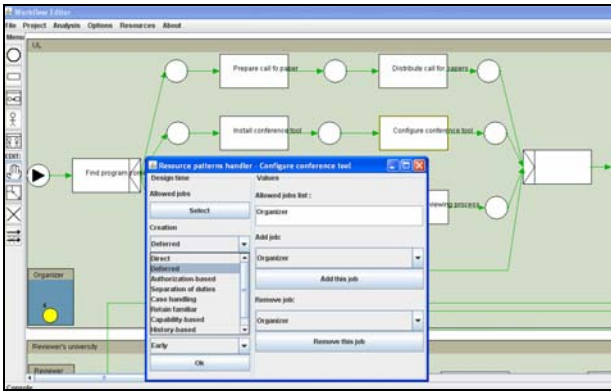 Workflow Editor
File Project Analysis Options Resources About
Menu
UL
Prepare call fo paper
Distribute call for papers
Install conference tool
Configure conference tool
EDIT:
Find program
Resource patterns handler - Configure conference tool
Design time
Values
Allowed jobs
Allowed jobs list :
Select
Organizer
Creation
Add job:
Deferred
Organizer
Direct
Deferred
Authorization-based
Separation of duties
Case handling
Retain familiar
Capability-based
History-based
Add this job
Remove job:
Organizer
Early
Remove this job
Ok
viewing process
Organizer
4
Reviewer's university
Reviewer
Console